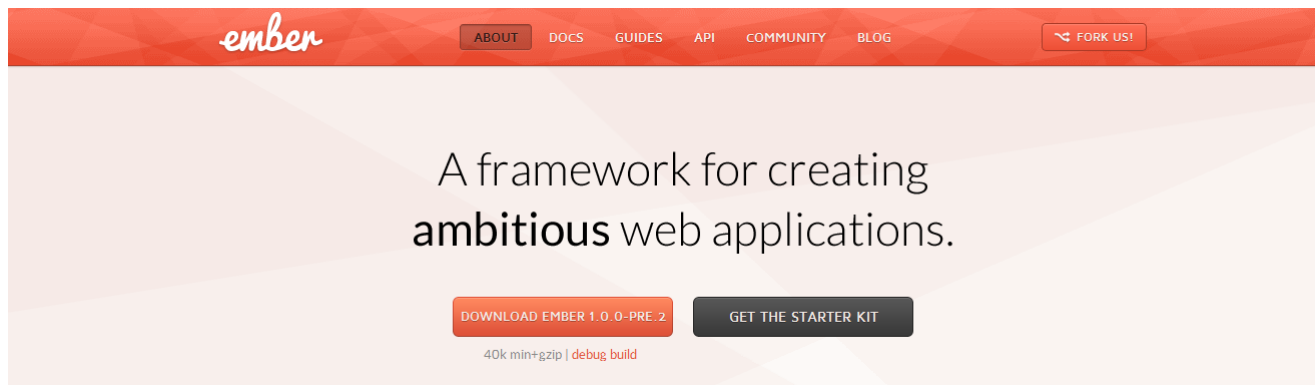 ember
ABOUT DOCS GUIDES API COMMUNITY BLOG
FORK US!
A framework for creating
ambitious web applications.
DOWNLOAD EMBER 1.0.0-PRE.2
GET THE STARTER KIT
40k min+gzip | debug build